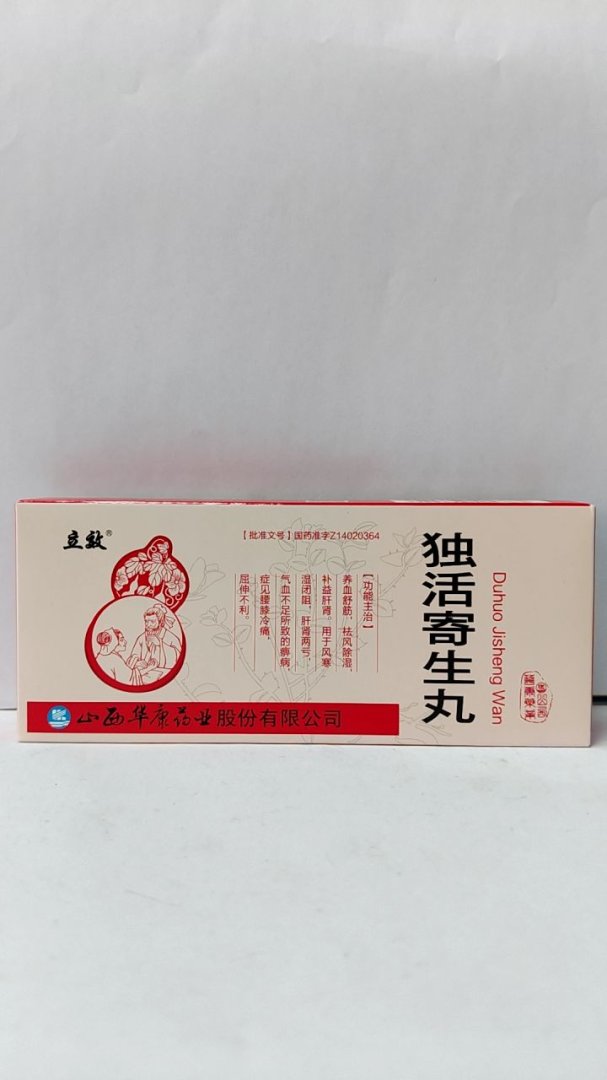 立效®
【批准文号】国药准字Z14020364
独活寄生丸
Duhuo Jisheng Wan
【功能主治】
养血舒筋，祛风除湿，
补益肝肾。用于风寒
湿闭阻，肝肾两亏，
气血不足所致的痹病，
症见腰膝冷痛，
屈伸不利。
山西华康药业股份有限公司